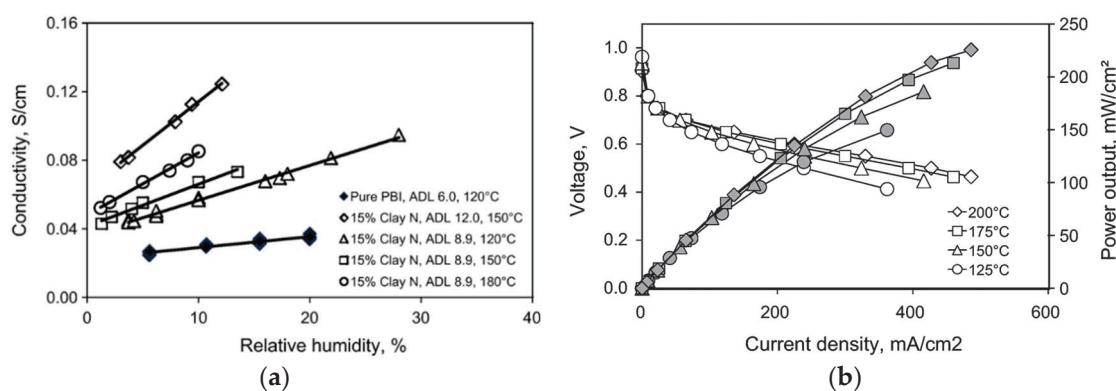 0.16
0.12
0.08
0.04
0.00
Conductivity, S/cm
0
10
20
30
40
Relative humidity, %
Pure PBI, ADL 6.0, 120°C
15% Clay N, ADL 12.0, 150°C
15% Clay N, ADL 8.9, 120°C
15% Clay N, ADL 8.9, 150°C
15% Clay N, ADL 8.9, 180°C
(a)
1.0
0.8
0.6
0.4
0.2
0.0
Voltage, V
0
200
400
600
Current density, mA/cm2
250
200
150
100
50
0
Power output. mW/cm²
200°C
175°C
150°C
125°C
(b)